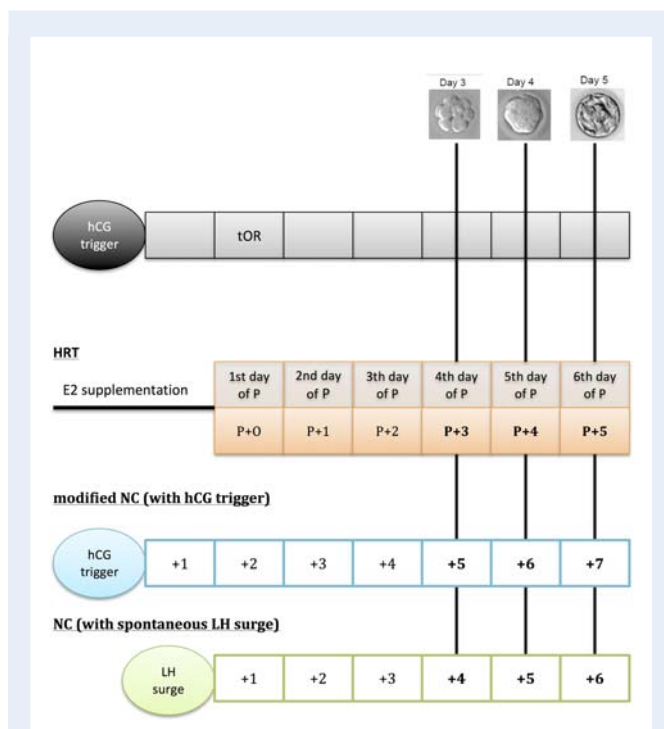 Day 3 Day 4 Day 5
hCG
trigger
tOR
HRT
E2 supplementation
1st day
of P
2nd day
of P
3th day
of P
4th day
of P
5th day
of P
6th day
of P
P+0 P+1 P+2 P+3 P+4 P+5
modified NC (with hCG trigger)
hCG
trigger
+1 +2 +3 +4 +5 +6 +7
NC (with spontaneous LH surge)
LH
surge
+1 +2 +3 +4 +5 +6